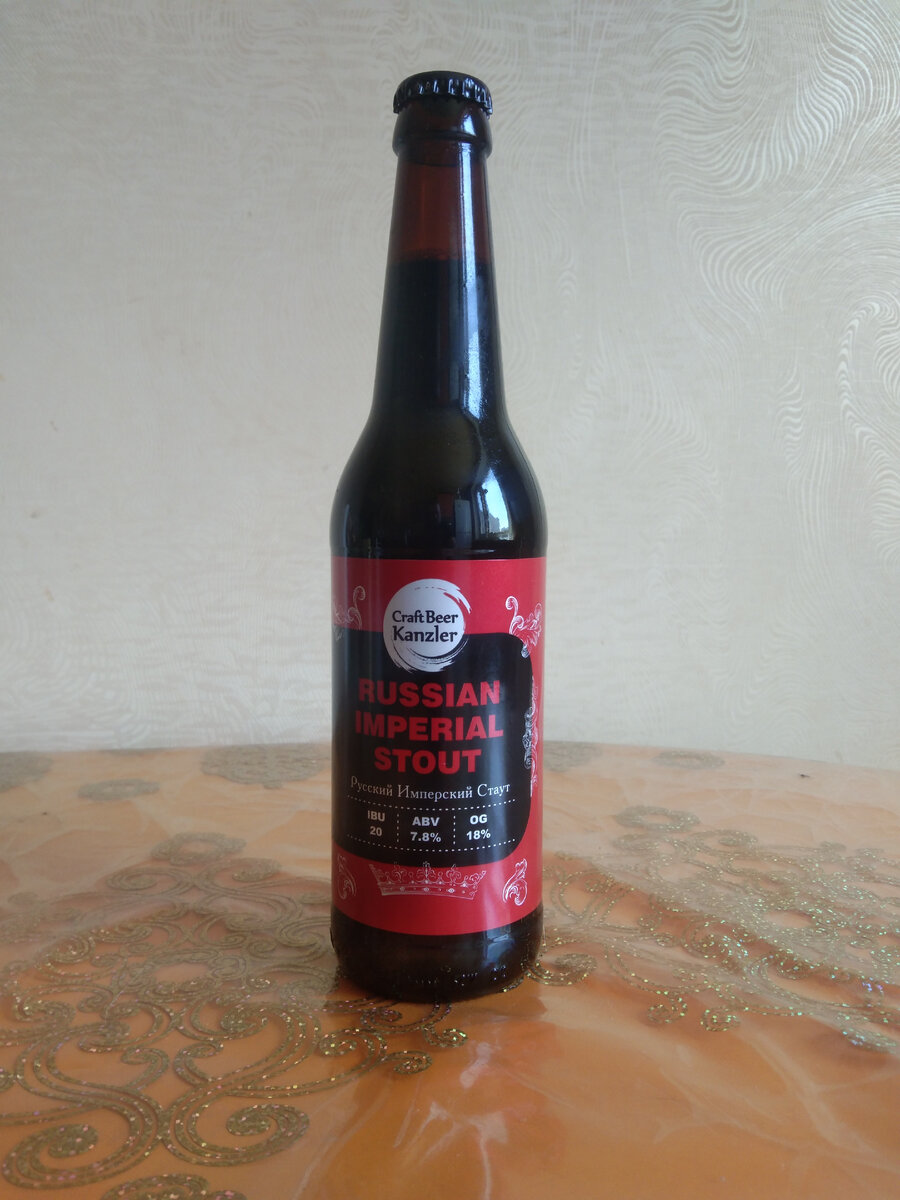 Craft Beer
Kanzler
RUSSIAN
IMPERIAL
STOUT
Русский Имперский Стаут
IBU ABV OG
20 7.8% 18%